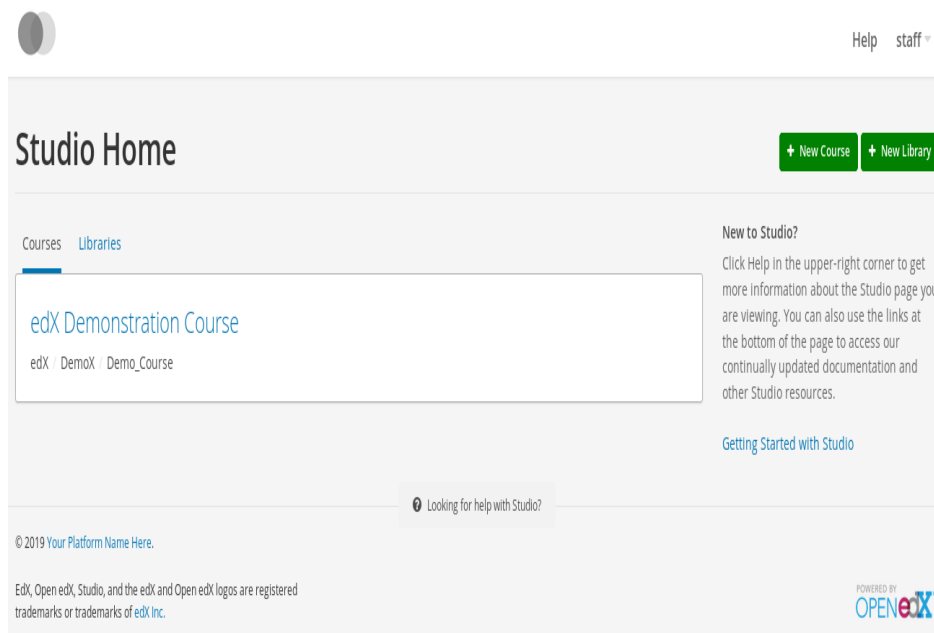 Help staff
Studio Home
+ New Course + New Library
Courses Libraries
edX Demonstration Course
edX / DemoX / Demo_Course
New to Studio?
Click Help in the upper-right corner to get
more information about the Studio page you
are viewing. You can also use the links at
the bottom of the page to access our
continually updated documentation and
other Studio resources.
Getting Started with Studio
Looking for help with Studio?
© 2019 Your Platform Name Here.
EdX, Open edX, Studio, and the edX and Open edX logos are registered
trademarks or trademarks of edX Inc.
POWERED BY
OPEN edX